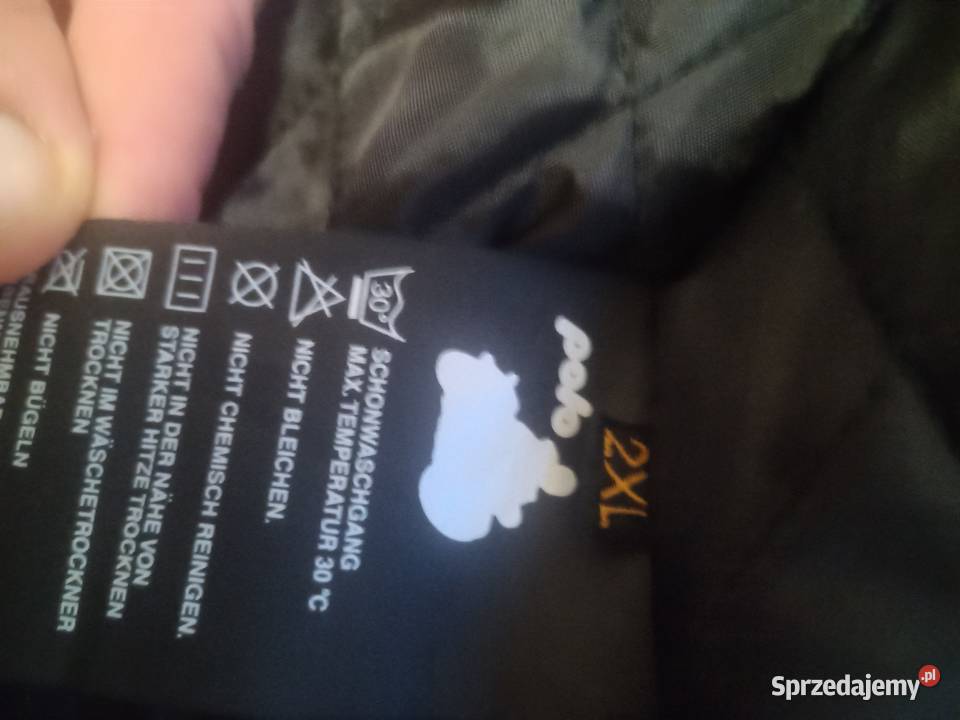 polo
2XL
30°
SCHONWASCHGANG
MAX. TEMPERATUR 30 °C
NICHT BLEICHEN.
NICHT CHEMISCH REINIGEN.
NICHT IN DER NÄHE VON
STARKER HITZE TROCKNEN
NICHT IM WÄSCHETROCKNER
TROCKNEN
NICHT BÜGELN
Sprzedajemy.pl